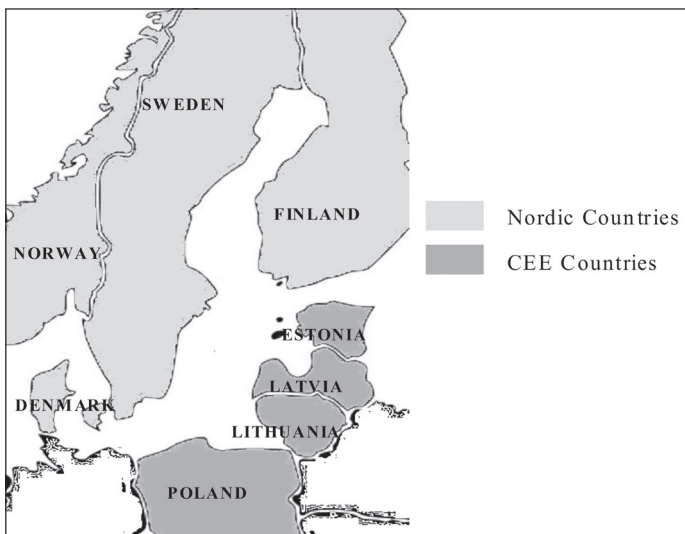 SWEDEN
FINLAND
NORWAY
ESTONIA
LATVIA
DENMARK
LITHUANIA
POLAND
Nordic Countries
CEE Countries